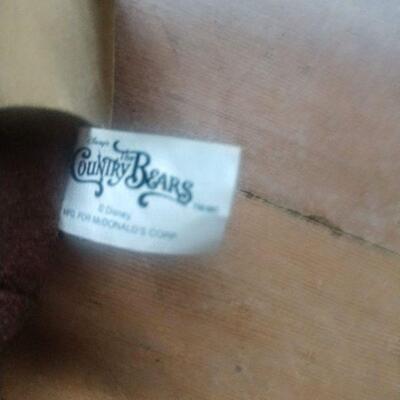 Disney's
The
COUNTRY BEARS
© Disney
MFG. FOR McDONALD'S CORP.